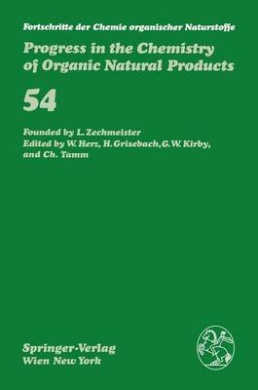 Fortschritte der Chemie organischer Naturstoffe
Progress in the Chemistry
of Organic Natural Products
54
Founded by L. Zechmeister
Edited by W. Herz, H. Grisebach, G. W. Kirby,
and Ch. Tamm
Springer-Verlag
Wien New York